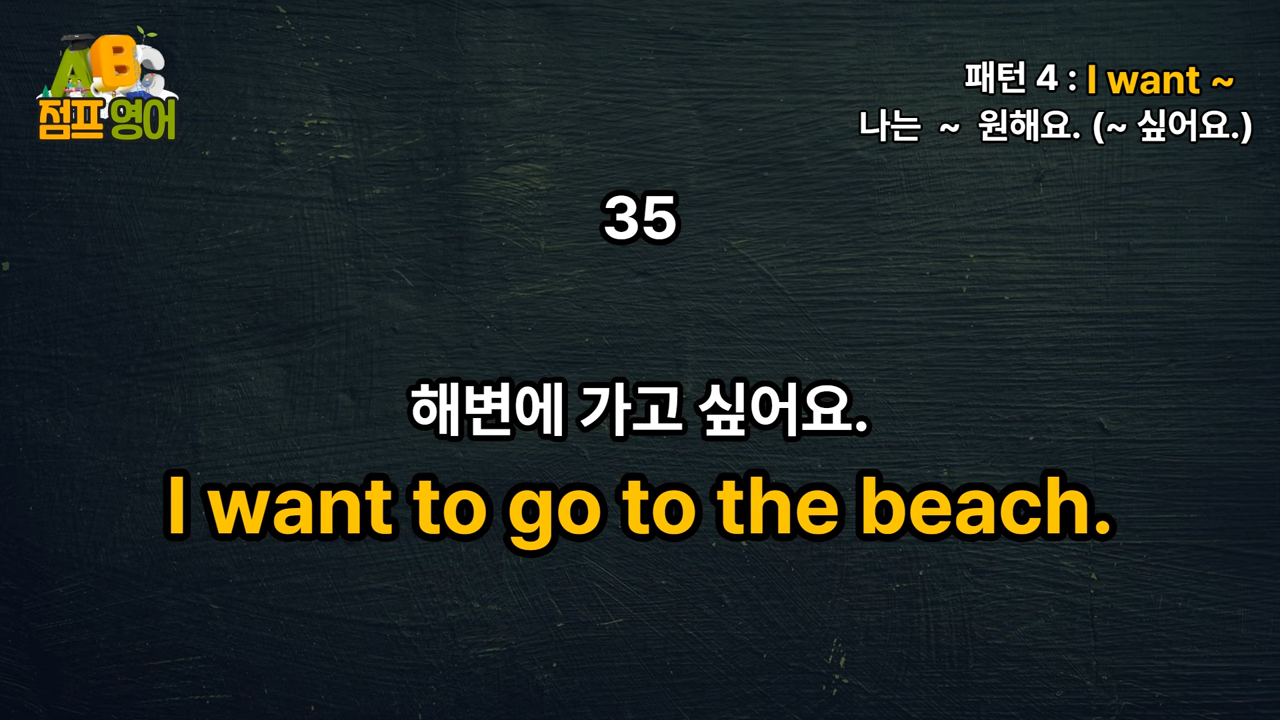 ABC
점프 영어
패턴 4 : I want ~
나는 ~ 원해요. (~ 싶어요.)
35
해변에 가고 싶어요.
I want to go to the beach.